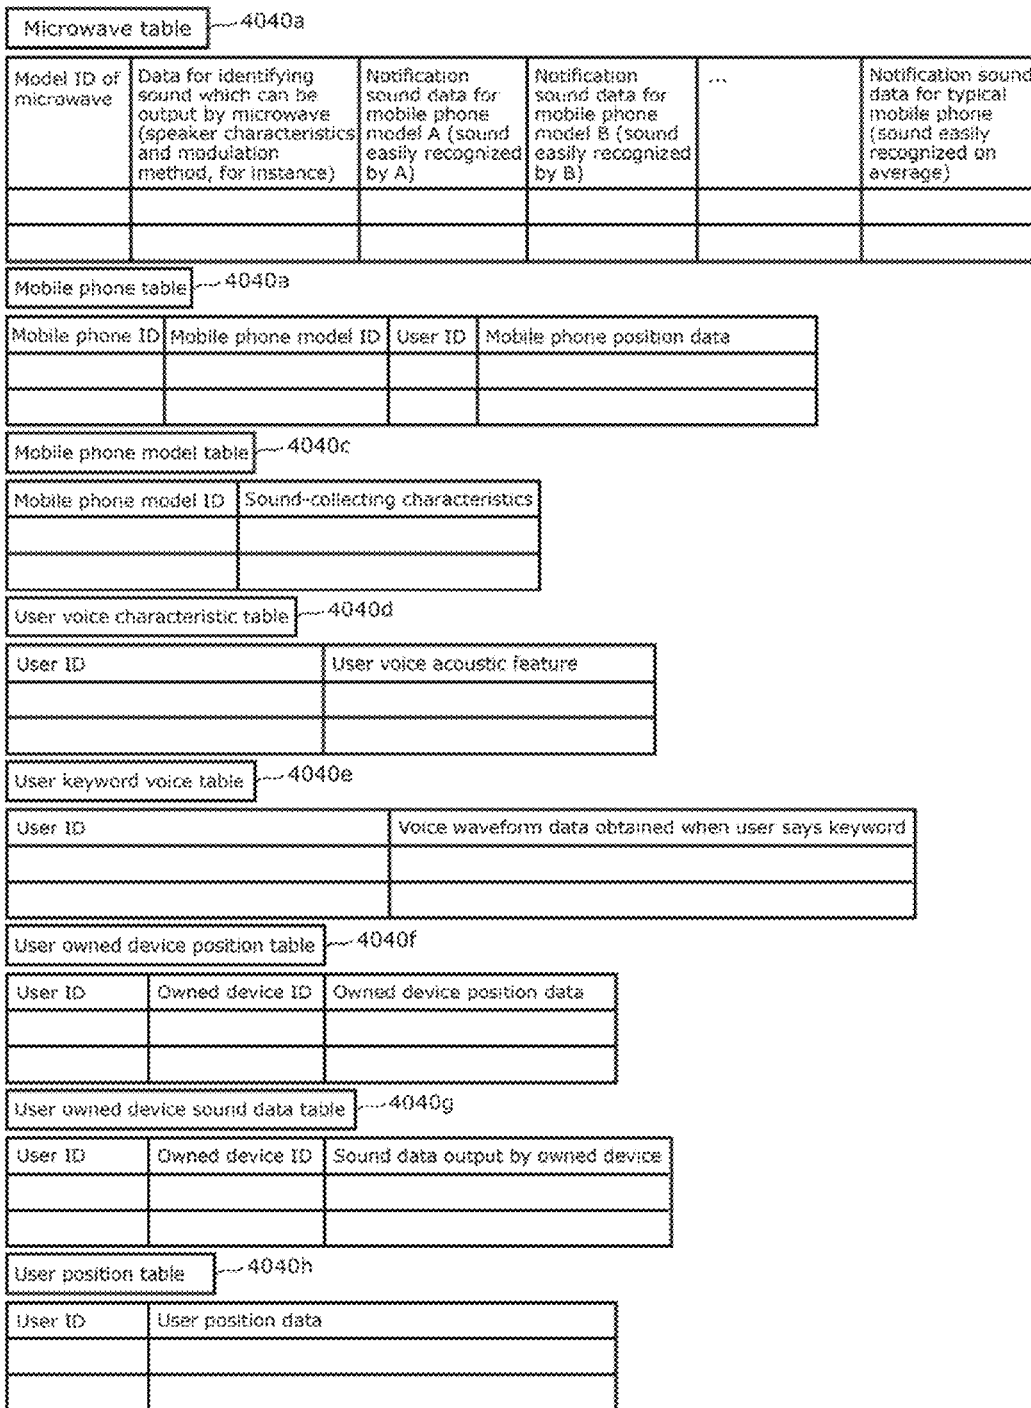 Microwave table
4040a
Model ID of microwave
Data for identifying sound which can be output by microwave (speaker characteristics and modulation method, for instance)
Notification sound data for mobile phone model A (sound easily recognized by A)
Notification sound data for mobile phone model B (sound easily recognized by B)
...
Notification sound data for typical mobile phone (sound easily recognized on average)
Mobile phone table
4040a
Mobile phone ID
Mobile phone model ID
User ID
Mobile phone position data
Mobile phone model table
4040c
Mobile phone model ID
Sound-collecting characteristics
User voice characteristic table
4040d
User ID
User voice acoustic feature
User keyword voice table
4040e
User ID
Voice waveform data obtained when user says keyword
User owned device position table
4040f
User ID
Owned device ID
Owned device position data
User owned device sound data table
4040g
User ID
Owned device ID
Sound data output by owned device
User position table
4040h
User ID
User position data